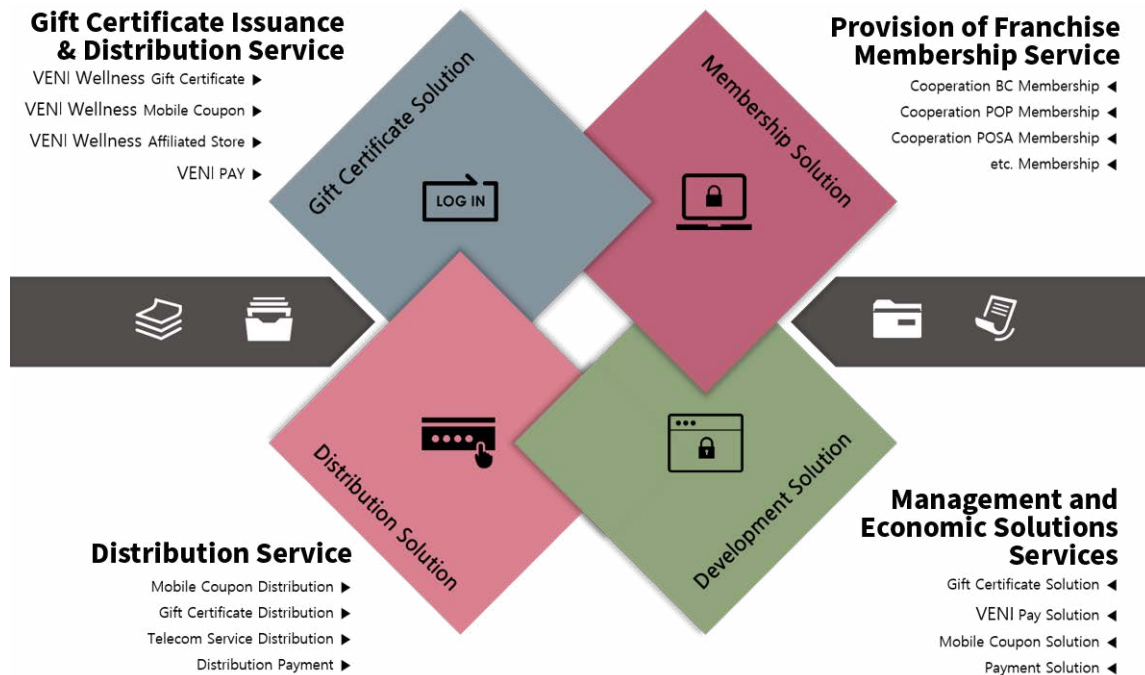 Gift Certificate Issuance
& Distribution Service
VENI Wellness Gift Certificate ▶
VENI Wellness Mobile Coupon ▶
VENI Wellness Affiliated Store ▶
VENI PAY ▶
Provision of Franchise
Membership Service
Cooperation BC Membership ◀
Cooperation POP Membership ◀
Cooperation POSA Membership ◀
etc. Membership ◀
Gift Certificate Solution
LOG IN
Membership Solution
Distribution Solution
Development Solution
Distribution Service
Mobile Coupon Distribution ▶
Gift Certificate Distribution ▶
Telecom Service Distribution ▶
Distribution Payment ▶
Management and
Economic Solutions
Services
Gift Certificate Solution ◀
VENI Pay Solution ◀
Mobile Coupon Solution ◀
Payment Solution ◀